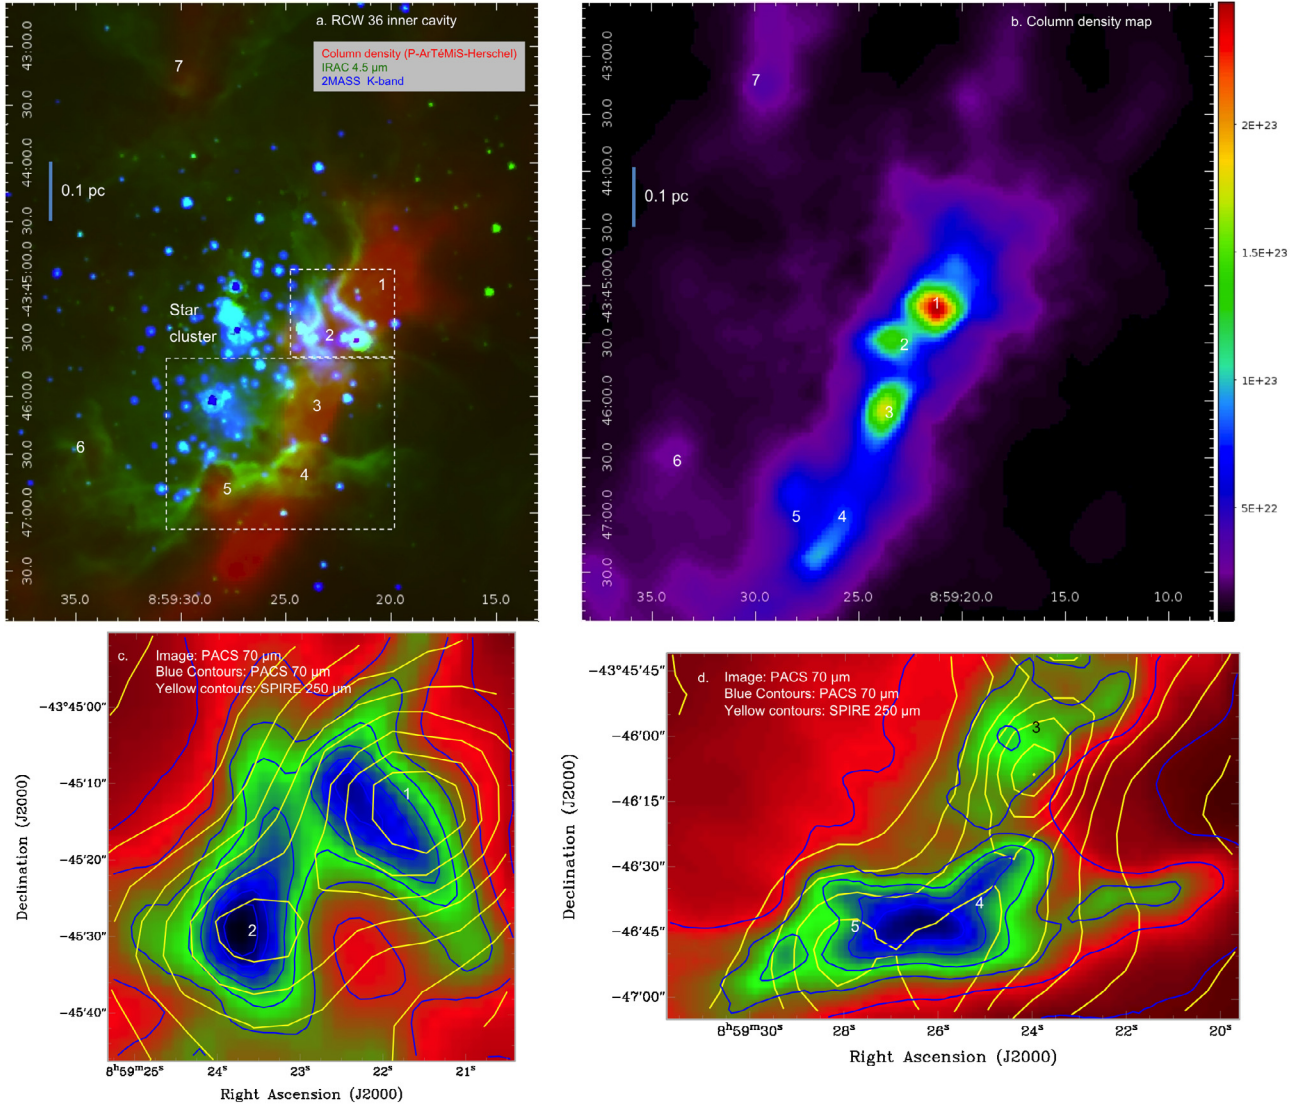 a. RCW 36 inner cavity
Column density (P-ArTéMiS-Herschel)
IRAC 4.5 μm
2MASS K-band
7
0.1 pc
1
Star
cluster
2
3
6
4
5
43:00.0
30.0
44:00.0
30.0
-43:45:00.0
30.0
46:00.0
30.0
47:00.0
30.0
35.0 8:59:30.0 25.0 20.0 15.0
b. Column density map
7
0.1 pc
1
2
3
6
5 4
43:00.0
30.0
44:00.0
30.0
-43:45:00.0
30.0
46:00.0
30.0
47:00.0
30.0
35.0 30.0 25.0 8:59:20.0 15.0 10.0
2E+23
1.5E+23
1E+23
5E+22
c. Image: PACS 70 μm
Blue Contours: PACS 70 μm
Yellow contours: SPIRE 250 μm
1
2
−43°45′00″
−45′10″
−45′20″
−45′30″
−45′40″
Declination (J2000)
8ʰ59ᵐ25ˢ 24ˢ 23ˢ 22ˢ 21ˢ
Right Ascension (J2000)
d. Image: PACS 70 μm
Blue Contours: PACS 70 μm
Yellow contours: SPIRE 250 μm
3
4
5
−43°45′45″
−46′00″
−46′15″
−46′30″
−46′45″
−47′00″
Declination (J2000)
8ʰ59ᵐ30ˢ 28ˢ 26ˢ 24ˢ 22ˢ 20ˢ
Right Ascension (J2000)